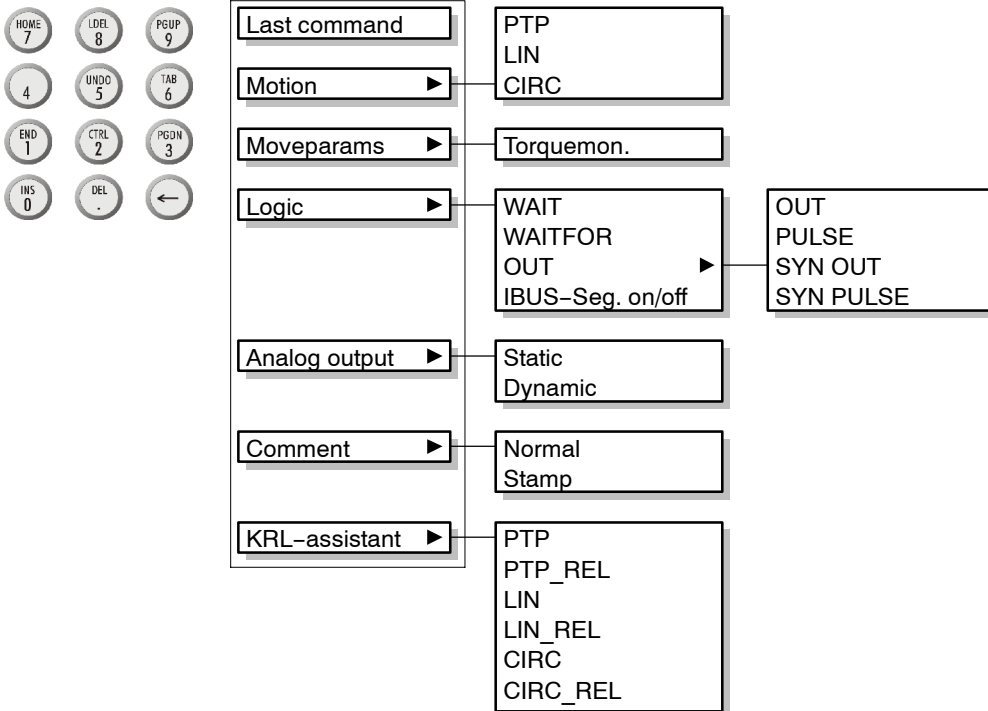 HOME
7
LDEL
8
PGUP
9
4
UNDO
5
TAB
6
END
1
CTRL
2
PGDN
3
INS
0
DEL
.
←
Last command
Motion
PTP
LIN
CIRC
Moveparams
Torquemon.
Logic
WAIT
WAITFOR
OUT
IBUS–Seg. on/off
OUT
PULSE
SYN OUT
SYN PULSE
Analog output
Static
Dynamic
Comment
Normal
Stamp
KRL–assistant
PTP
PTP_REL
LIN
LIN_REL
CIRC
CIRC_REL